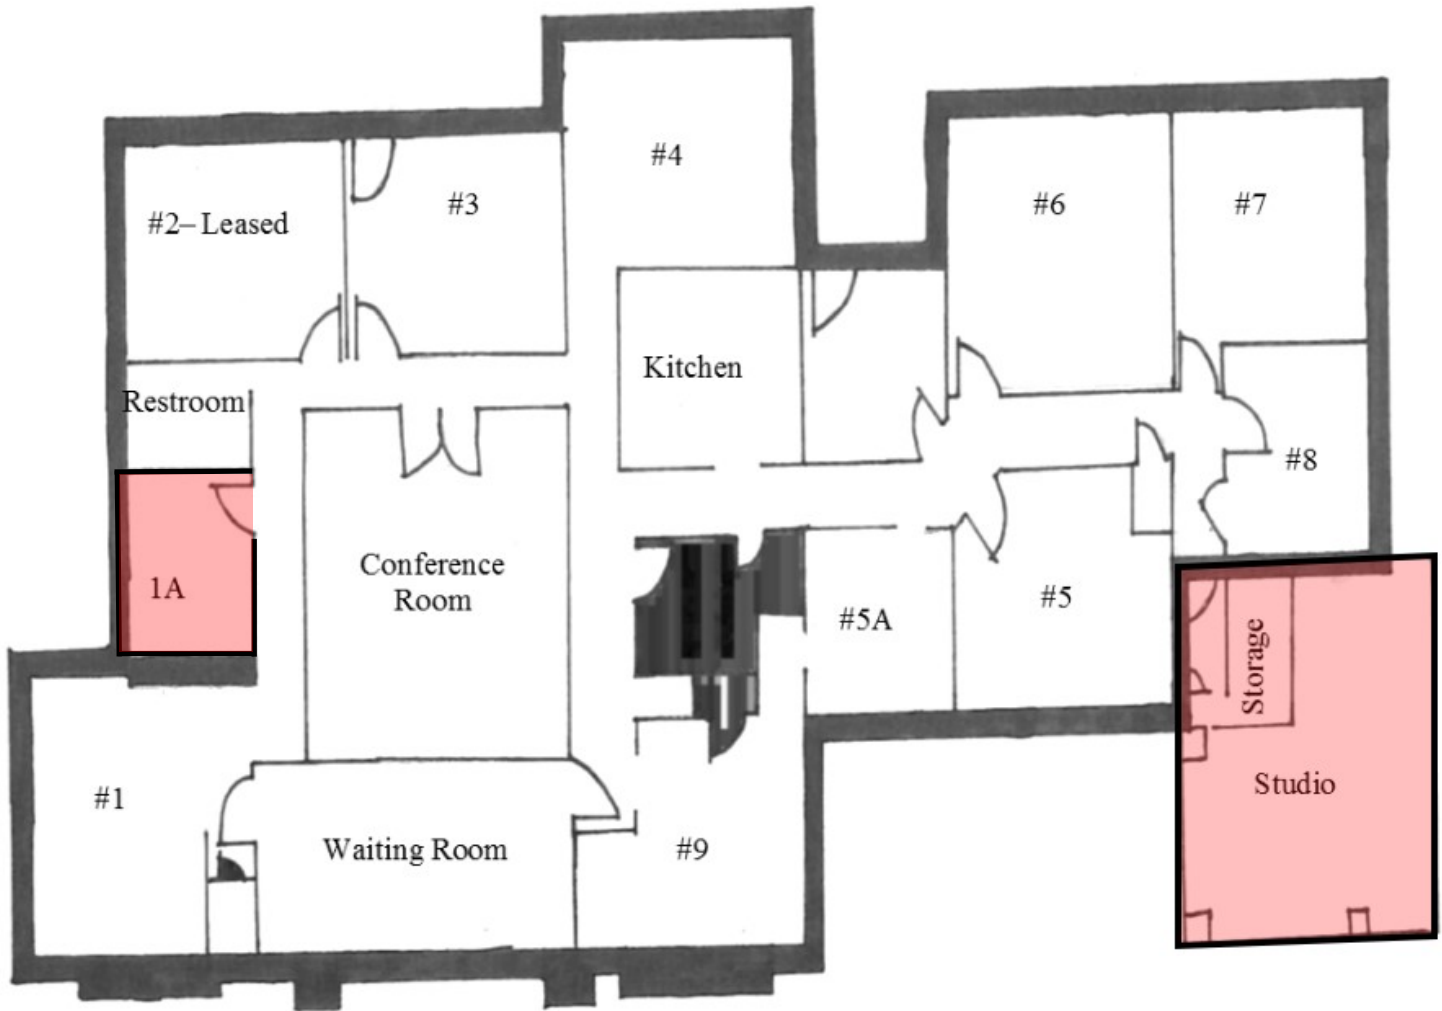 #4
#3
#6
#7
#2– Leased
Kitchen
Restroom
#8
Conference
Room
1A
#5
#5A
Storage
Studio
#1
Waiting Room
#9